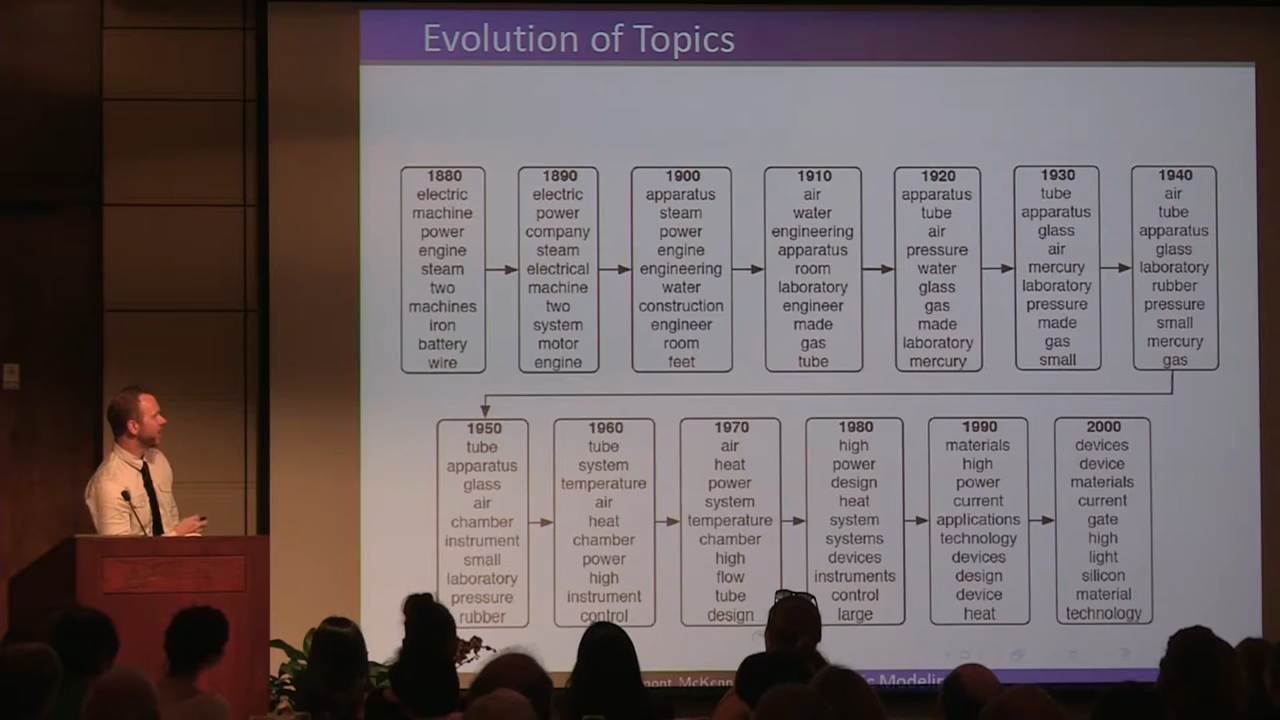 Evolution of Topics
1880
electric
machine
power
engine
steam
two
machines
iron
battery
wire
1890
electric
power
company
steam
electrical
machine
two
system
motor
engine
1900
apparatus
steam
power
engine
engineering
water
construction
engineer
room
feet
1910
air
water
engineering
apparatus
room
laboratory
engineer
made
gas
tube
1920
apparatus
tube
air
pressure
water
glass
gas
made
laboratory
mercury
1930
tube
apparatus
glass
air
mercury
laboratory
pressure
made
gas
small
1940
air
tube
apparatus
glass
laboratory
rubber
pressure
small
mercury
gas
1950
tube
apparatus
glass
air
chamber
instrument
small
laboratory
pressure
rubber
1960
tube
system
temperature
air
heat
chamber
power
high
instrument
control
1970
air
heat
power
system
temperature
chamber
high
flow
tube
design
1980
high
power
design
heat
system
systems
devices
instruments
control
large
1990
materials
high
power
current
applications
technology
devices
design
device
heat
2000
devices
device
materials
current
gate
high
light
silicon
material
technology